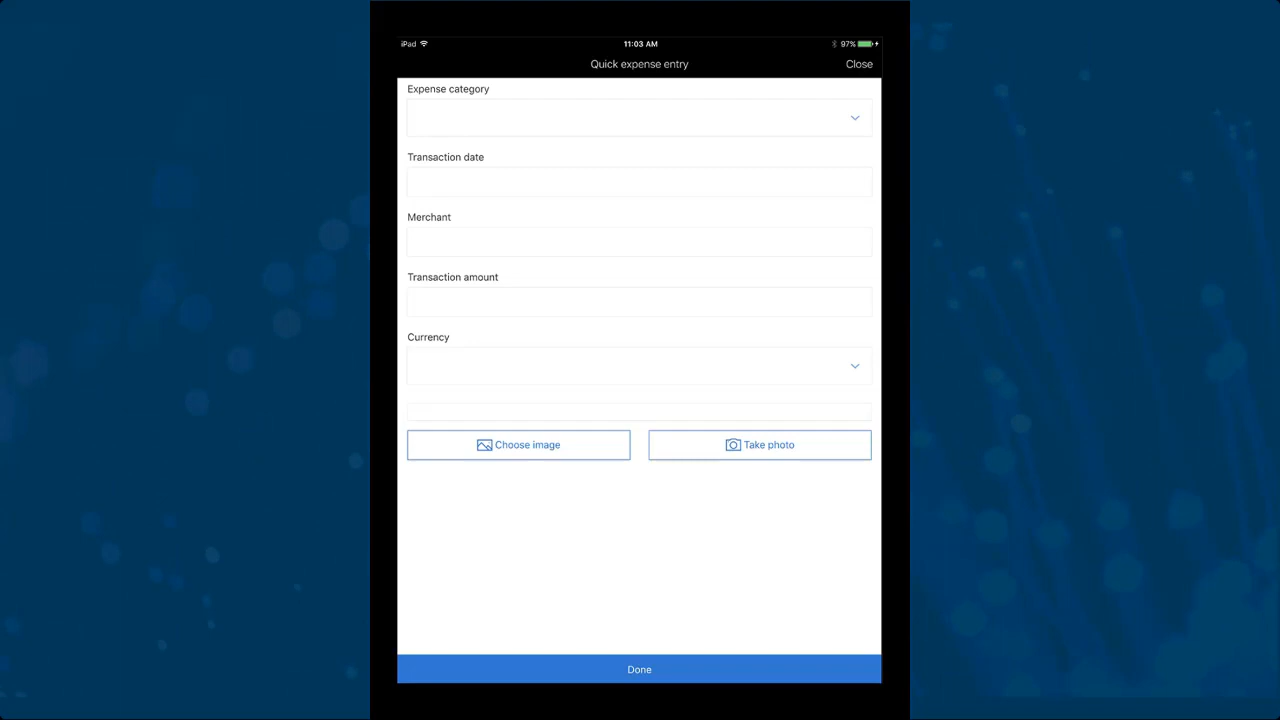 iPad 11:03 AM 97%
Quick expense entry Close
Expense category
Transaction date
Merchant
Transaction amount
Currency
Choose image Take photo
Done